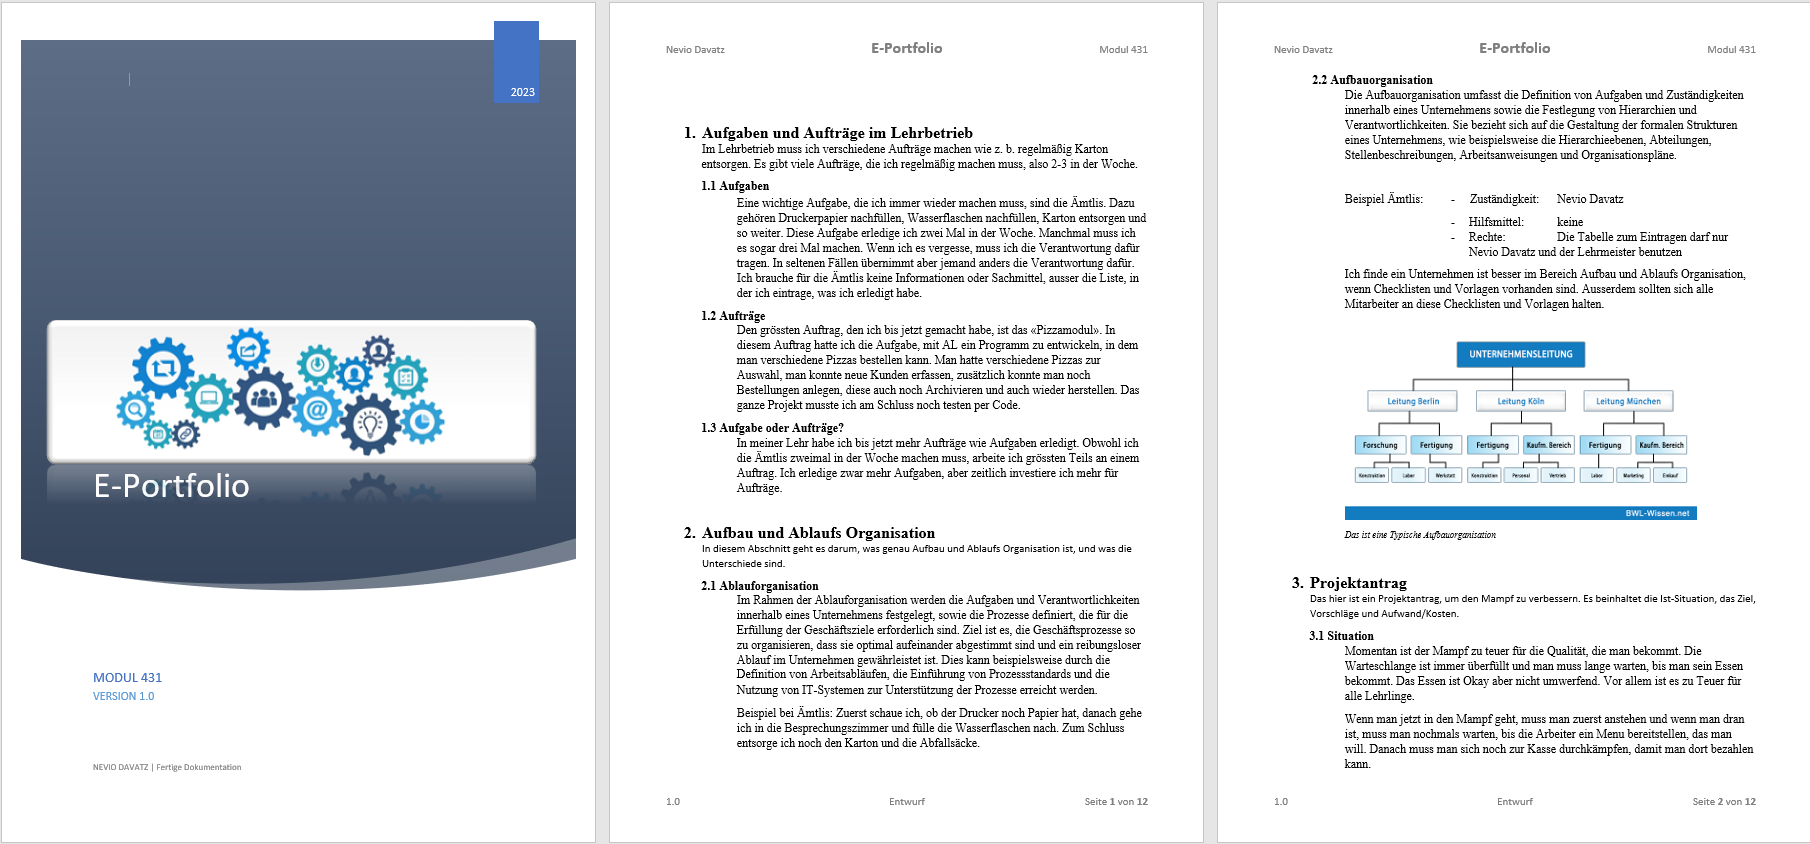 2023
E-Portfolio
MODUL 431
VERSION 1.0
NEVIO DAVATZ | Fertige Dokumentation
Nevio Davatz E-Portfolio Modul 431
1. Aufgaben und Aufträge im Lehrbetrieb
Im Lehrbetrieb muss ich verschiedene Aufträge machen wie z. b. regelmäßig Karton
entsorgen. Es gibt viele Aufträge, die ich regelmäßig machen muss, also 2-3 in der Woche.
1.1 Aufgaben
Eine wichtige Aufgabe, die ich immer wieder machen muss, sind die Ämtlis. Dazu
gehören Druckerpapier nachfüllen, Wasserflaschen nachfüllen, Karton entsorgen und
so weiter. Diese Aufgabe erledige ich zwei Mal in der Woche. Manchmal muss ich
es sogar drei Mal machen. Wenn ich es vergesse, muss ich die Verantwortung dafür
tragen. In seltenen Fällen übernimmt aber jemand anders die Verantwortung dafür.
Ich brauche für die Ämtlis keine Informationen oder Sachmittel, ausser die Liste, in
der ich eintrage, was ich erledigt habe.
1.2 Aufträge
Den grössten Auftrag, den ich bis jetzt gemacht habe, ist das «Pizzamodul». In
diesem Auftrag hatte ich die Aufgabe, mit AL ein Programm zu entwickeln, in dem
man verschiedene Pizzas bestellen kann. Man hatte verschiedene Pizzas zur
Auswahl, man konnte neue Kunden erfassen, zusätzlich konnte man noch
Bestellungen anlegen, diese auch noch Archivieren und auch wieder herstellen. Das
ganze Projekt musste ich am Schluss noch testen per Code.
1.3 Aufgabe oder Aufträge?
In meiner Lehr habe ich bis jetzt mehr Aufträge wie Aufgaben erledigt. Obwohl ich
die Ämtlis zweimal in der Woche machen muss, arbeite ich grössten Teils an einem
Auftrag. Ich erledige zwar mehr Aufgaben, aber zeitlich investiere ich mehr für
Aufträge.
2. Aufbau und Ablaufs Organisation
In diesem Abschnitt geht es darum, was genau Aufbau und Ablaufs Organisation ist, und was die
Unterschiede sind.
2.1 Ablauforganisation
Im Rahmen der Ablauforganisation werden die Aufgaben und Verantwortlichkeiten
innerhalb eines Unternehmens festgelegt, sowie die Prozesse definiert, die für die
Erfüllung der Geschäftsziele erforderlich sind. Ziel ist es, die Geschäftsprozesse so
zu organisieren, dass sie optimal aufeinander abgestimmt sind und ein reibungsloser
Ablauf im Unternehmen gewährleistet ist. Dies kann beispielsweise durch die
Definition von Arbeitsabläufen, die Einführung von Prozessstandards und die
Nutzung von IT-Systemen zur Unterstützung der Prozesse erreicht werden.
Beispiel bei Ämtlis: Zuerst schaue ich, ob der Drucker noch Papier hat, danach gehe
ich in die Besprechungszimmer und fülle die Wasserflaschen nach. Zum Schluss
entsorge ich noch den Karton und die Abfallsäcke.
1.0 Entwurf Seite 1 von 12
Nevio Davatz E-Portfolio Modul 431
2.2 Aufbauorganisation
Die Aufbauorganisation umfasst die Definition von Aufgaben und Zuständigkeiten
innerhalb eines Unternehmens sowie die Festlegung von Hierarchien und
Verantwortlichkeiten. Sie bezieht sich auf die Gestaltung der formalen Strukturen
eines Unternehmens, wie beispielsweise die Hierarchieebenen, Abteilungen,
Stellenbeschreibungen, Arbeitsanweisungen und Organisationspläne.
Beispiel Ämtlis: - Zuständigkeit: Nevio Davatz
- Hilfsmittel: keine
- Rechte: Die Tabelle zum Eintragen darf nur
Nevio Davatz und der Lehrmeister benutzen
Ich finde ein Unternehmen ist besser im Bereich Aufbau und Ablaufs Organisation,
wenn Checklisten und Vorlagen vorhanden sind. Ausserdem sollten sich alle
Mitarbeiter an diese Checklisten und Vorlagen halten.
UNTERNEHMENSLEITUNG
Leitung Berlin Leitung Köln Leitung München
Forschung Fertigung Fertigung Kaufm. Bereich Fertigung Kaufm. Bereich
Konstruktion Labor Werkstatt Konstruktion Personal Vertrieb Labor Marketing Einkauf
BWL-Wissen.net
Das ist eine Typische Aufbauorganisation
3. Projektantrag
Das hier ist ein Projektantrag, um den Mampf zu verbessern. Es beinhaltet die Ist-Situation, das Ziel,
Vorschläge und Aufwand/Kosten.
3.1 Situation
Momentan ist der Mampf zu teuer für die Qualität, die man bekommt. Die
Warteschlange ist immer überfüllt und man muss lange warten, bis man sein Essen
bekommt. Das Essen ist Okay aber nicht umwerfend. Vor allem ist es zu Teuer für
alle Lehrlinge.
Wenn man jetzt in den Mampf geht, muss man zuerst anstehen und wenn man dran
ist, muss man nochmals warten, bis die Arbeiter ein Menu bereitstellen, das man
will. Danach muss man sich noch zur Kasse durchkämpfen, damit man dort bezahlen
kann.
1.0 Entwurf Seite 2 von 12